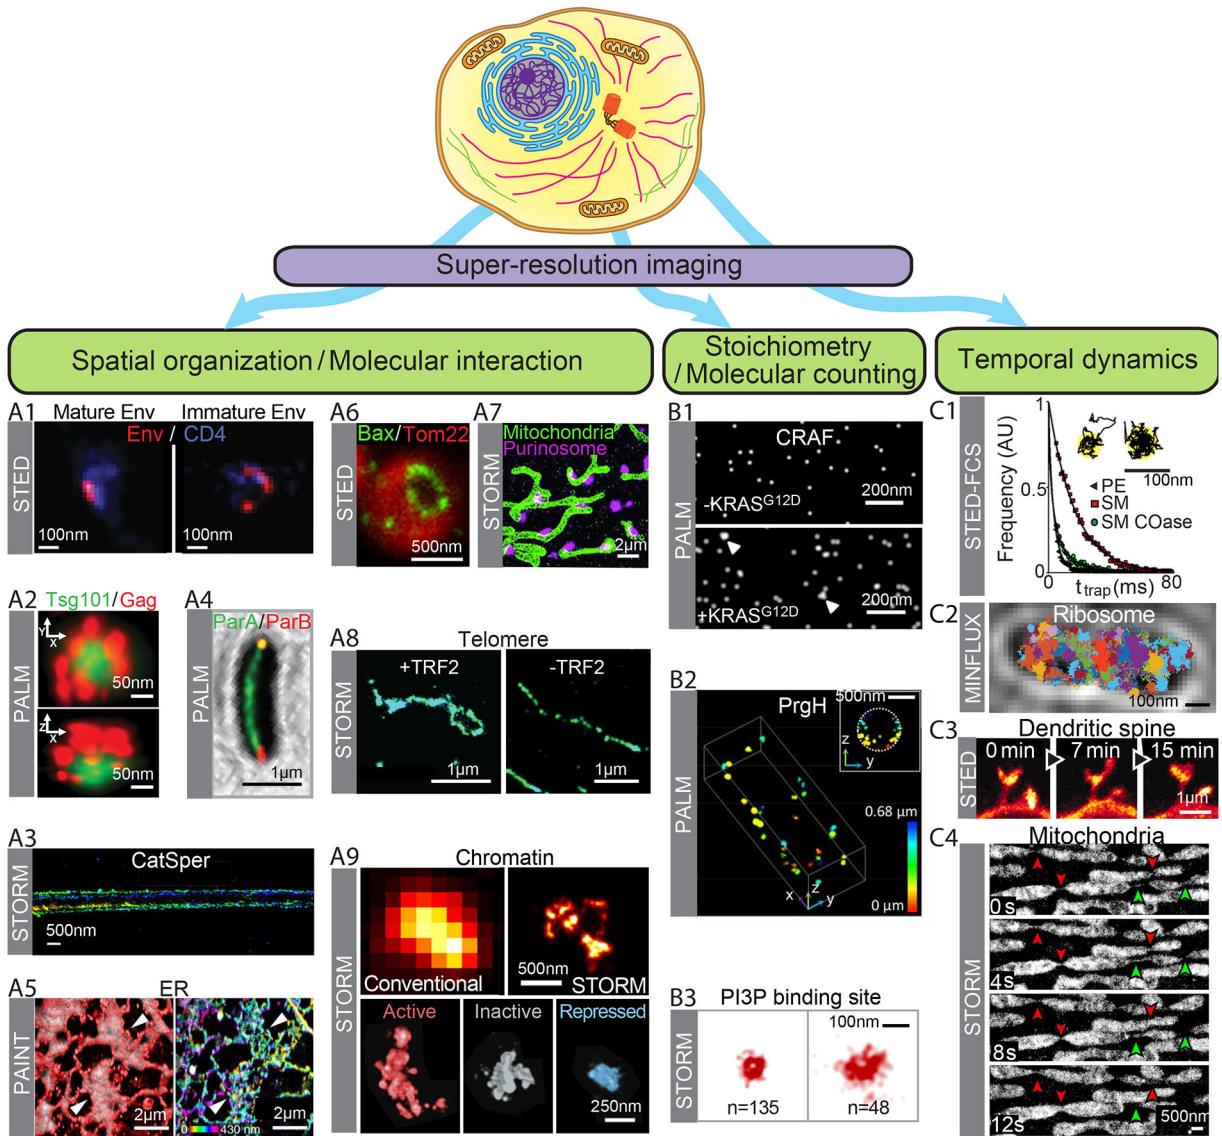 Super-resolution imaging
Spatial organization / Molecular interaction
Stoichiometry
/ Molecular counting
Temporal dynamics
A1
Mature Env
Immature Env
Env / CD4
STED
100nm
100nm
A2
Tsg101/Gag
PALM
Y
X
50nm
Z
X
50nm
A4
ParA/ParB
PALM
1µm
A3
CatSper
STORM
500nm
A5
ER
PAINT
2µm
0
430 nm
2µm
A6
Bax/Tom22
STED
500nm
A7
Mitochondria
Purinosome
STORM
2µm
A8
Telomere
+TRF2
-TRF2
STORM
1µm
1µm
A9
Chromatin
STORM
Conventional
500nm
STORM
Active
Inactive
Repressed
250nm
B1
CRAF
PALM
200nm
-KRASG12D
+KRASG12D
200nm
B2
PrgH
PALM
500nm
z
y
0.68 µm
0 µm
x
z
y
B3
PI3P binding site
STORM
100nm
n=135
n=48
C1
STED-FCS
Frequency (AU)
1
0.5
0
0
80
t trap (ms)
100nm
PE
SM
SM COase
C2
Ribosome
MINFLUX
100nm
C3
Dendritic spine
STED
0 min
7 min
15 min
1µm
C4
Mitochondria
STORM
0s
4s
8s
12s
500nm